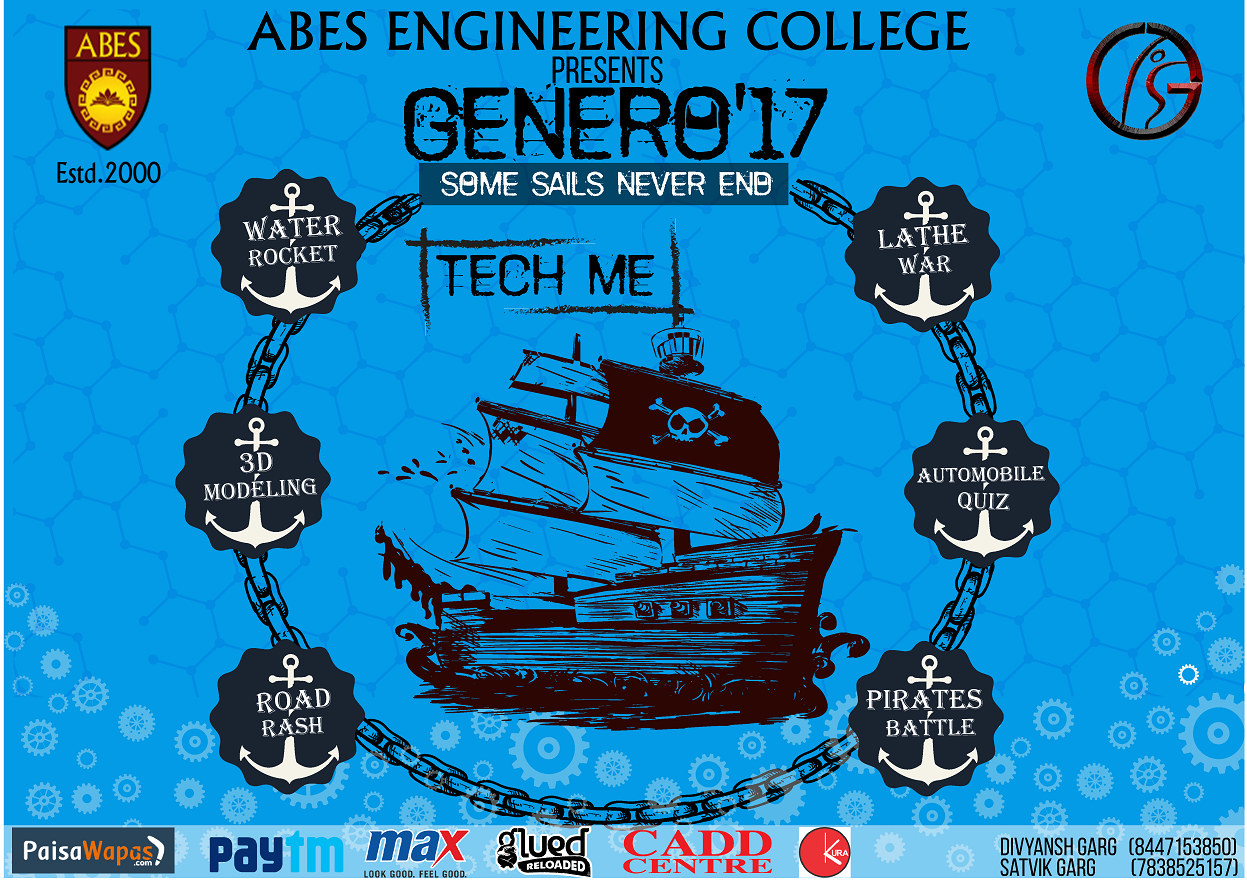 ABES
Estd.2000
ABES ENGINEERING COLLEGE
PRESENTS
GENERO'17
SOME SAILS NEVER END
TECH ME
WATER
ROCKET
LATHE
WAR
3D
MODELING
AUTOMOBILE
QUIZ
ROAD
RASH
PIRATES
BATTLE
PaisaWapas.com
paytm
max
LOOK GOOD. FEEL GOOD.
glued
RELOADED
CADD
CENTRE
KURA
DIVYANSH GARG (8447153850)
SATVIK GARG (7838525157)